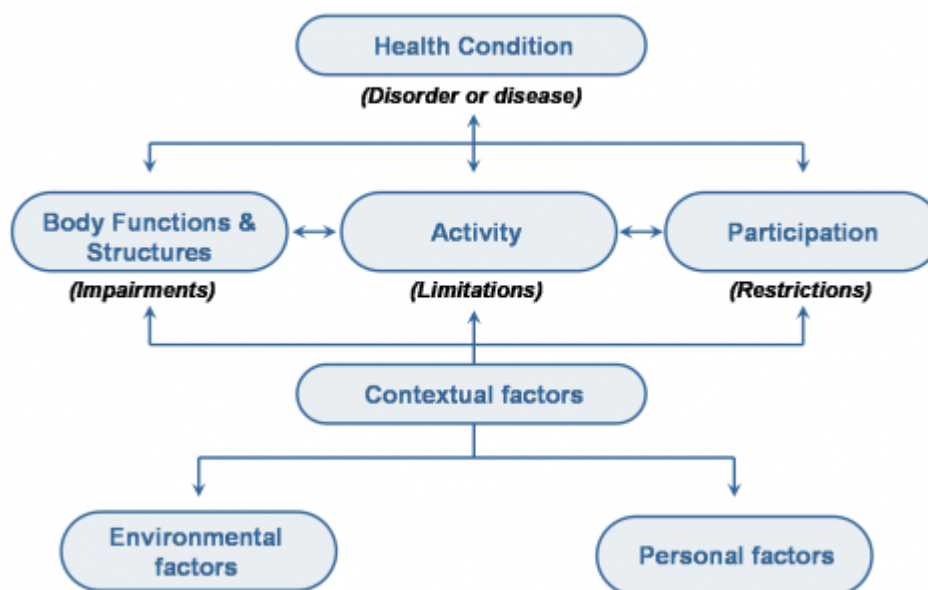 Health Condition
(Disorder or disease)
Body Functions &
Structures
Activity
Participation
(Impairments)
(Limitations)
(Restrictions)
Contextual factors
Environmental
factors
Personal factors